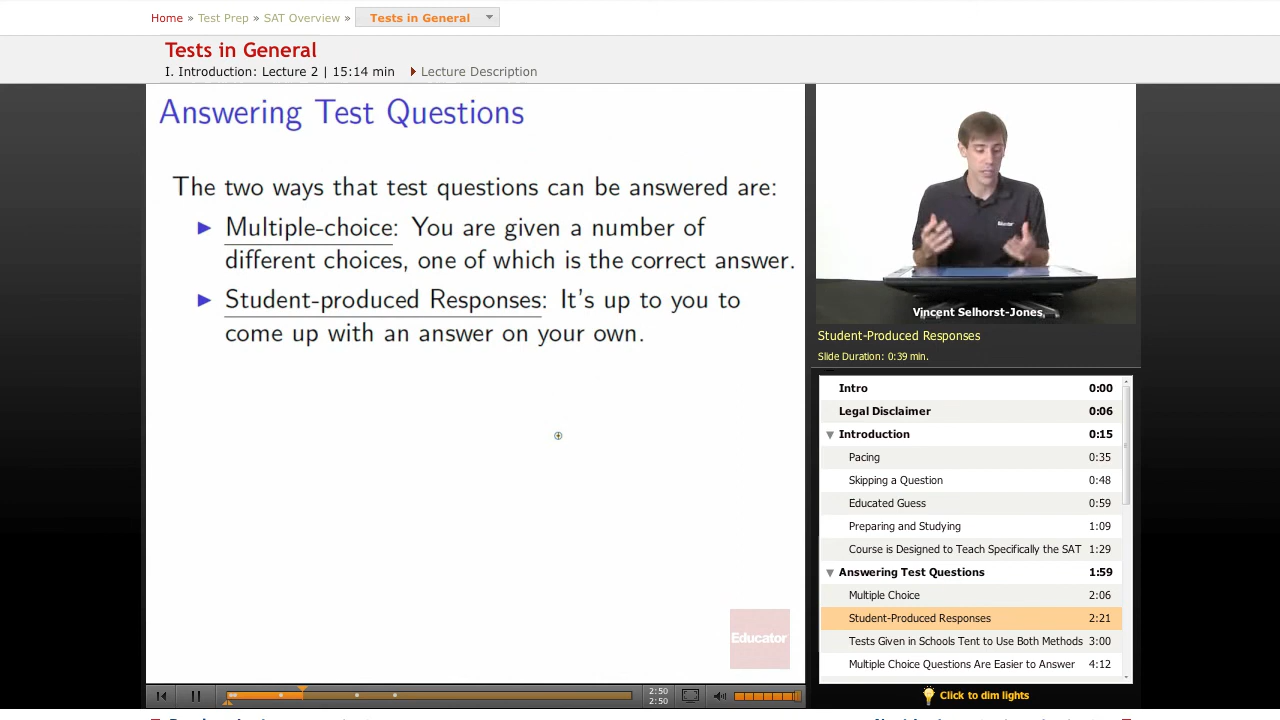 Home » Test Prep » SAT Overview » Tests in General
Tests in General
I. Introduction: Lecture 2 | 15:14 min Lecture Description
Answering Test Questions
The two ways that test questions can be answered are:
Multiple-choice: You are given a number of
different choices, one of which is the correct answer.
Student-produced Responses: It's up to you to
come up with an answer on your own.
Educator
Educator
Vincent Selhorst-Jones
Student-Produced Responses
Slide Duration: 0:39 min.
Intro 0:00
Legal Disclaimer 0:06
Introduction 0:15
Pacing 0:35
Skipping a Question 0:48
Educated Guess 0:59
Preparing and Studying 1:09
Course is Designed to Teach Specifically the SAT 1:29
Answering Test Questions 1:59
Multiple Choice 2:06
Student-Produced Responses 2:21
Tests Given in Schools Tent to Use Both Methods 3:00
Multiple Choice Questions Are Easier to Answer 4:12
2:50
2:50
Click to dim lights